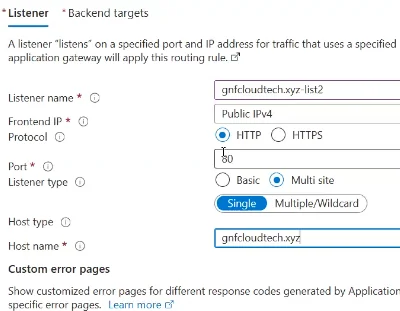 * Listener * Backend targets
A listener "listens" on a specified port and IP address for traffic that uses a specified
application gateway will apply this routing rule.
Listener name * gnfcloudtech.xyz-list2
Frontend IP * Public IPv4
Protocol HTTP HTTPS
Port * 80
Listener type Basic Multi site
Single Multiple/Wildcard
Host type
Host name * gnfcloudtech.xyz
Custom error pages
Show customized error pages for different response codes generated by Applicatio
specific error pages. Learn more